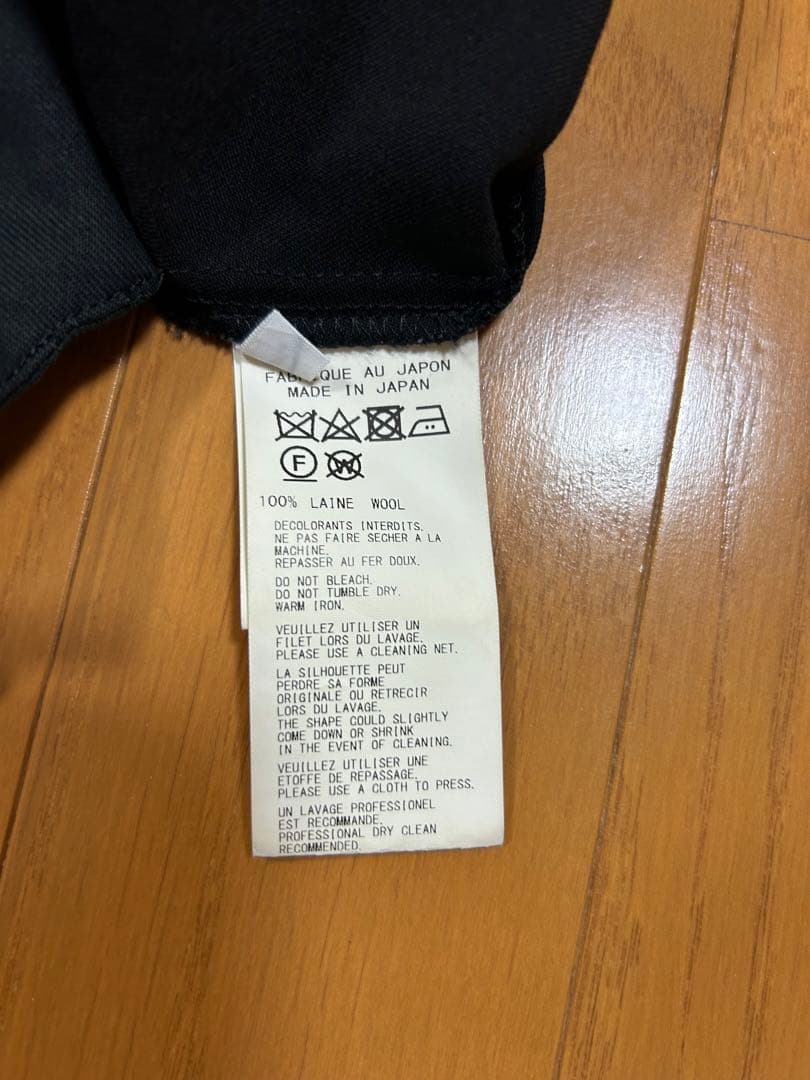 AU JAPON
MADE IN JAPAN
F W
100% LAINE WOOL
DECOLORANTS INTERDITS.
NE PAS FAIRE SECHER A LA
MACHINE.
REPASSER AU FER DOUX.
DO NOT BLEACH.
DO NOT TUMBLE DRY.
WARM IRON.
VEUILLEZ UTILISER UN
FILET LORS DU LAVAGE.
PLEASE USE A CLEANING NET.
LA SILHOUETTE PEUT
PERDRE SA FORME
ORIGINALE OU RETRECIR
LORS DU LAVAGE.
THE SHAPE COULD SLIGHTLY
COME DOWN OR SHRINK
IN THE EVENT OF CLEANING.
VEUILLEZ UTILISER UNE
ETOFFE DE REPASSAGE.
PLEASE USE A CLOTH TO PRESS.
UN LAVAGE PROFESSIONEL
EST RECOMMANDE.
PROFESSIONAL DRY CLEAN
RECOMMENDED.